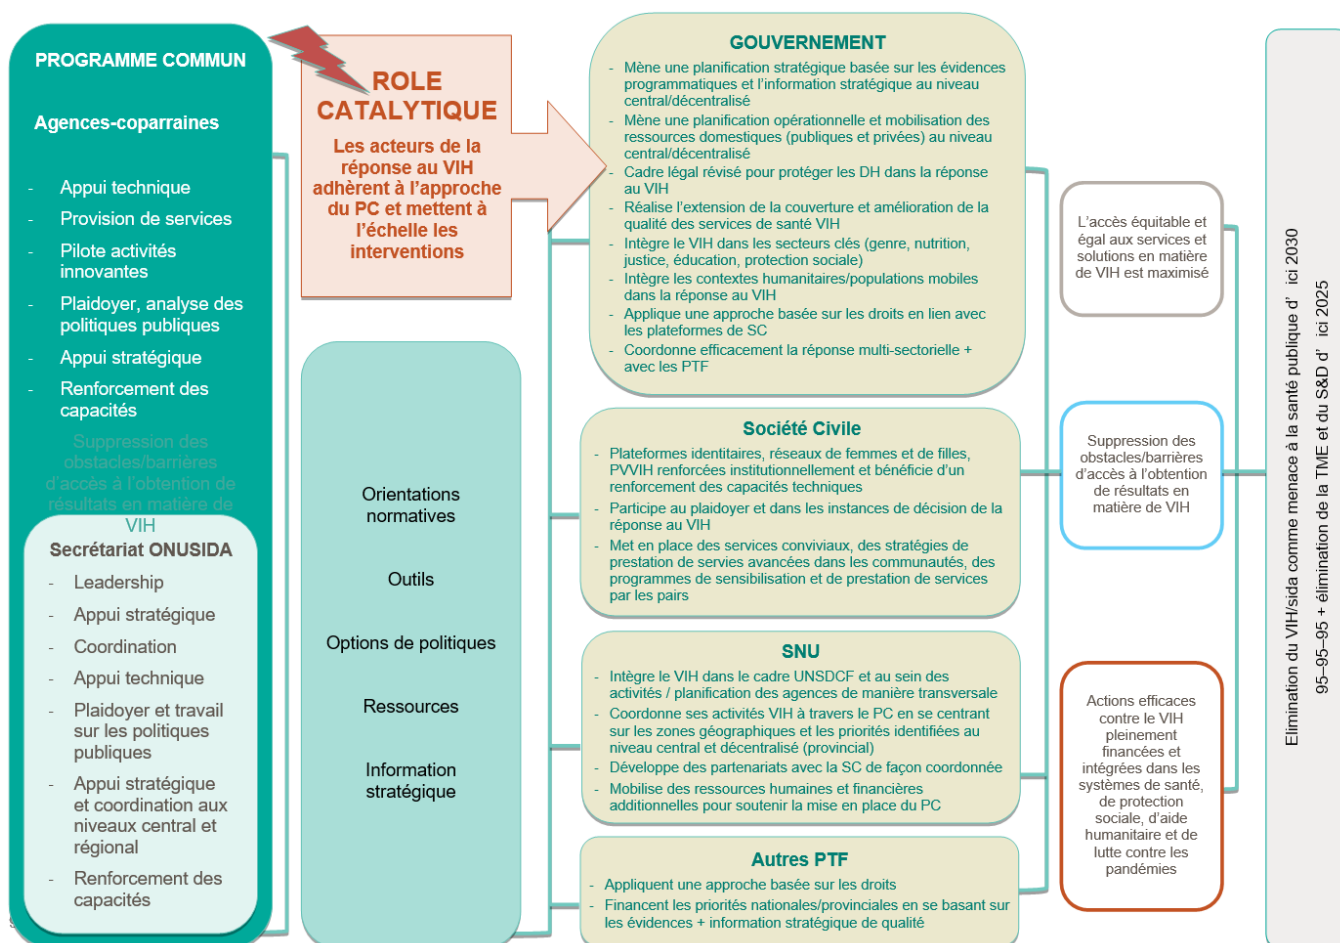 PROGRAMME COMMUN
Agences-coparraines
- Appui technique
- Provision de services
- Pilote activités
innovantes
- Plaidoyer, analyse des
politiques publiques
- Appui stratégique
- Renforcement des
capacités
Suppression des
obstacles/barrières
d'accès à l'obtention de
résultats en matière de
VIH
Secrétariat ONUSIDA
- Leadership
- Appui stratégique
- Coordination
- Appui technique
- Plaidoyer et travail
sur les politiques
publiques
- Appui stratégique
et coordination aux
niveaux central et
régional
- Renforcement des
capacités
ROLE
CATALYTIQUE
Les acteurs de la
réponse au VIH
adhèrent à l'approche
du PC et mettent à
l'échelle les
interventions
Orientations
normatives
Outils
Options de politiques
Ressources
Information
stratégique
GOUVERNEMENT
- Mène une planification stratégique basée sur les évidences
programmatiques et l'information stratégique au niveau
central/décentralisé
- Mène une planification opérationnelle et mobilisation des
ressources domestiques (publiques et privées) au niveau
central/décentralisé
- Cadre légal révisé pour protéger les DH dans la réponse
au VIH
- Réalise l'extension de la couverture et amélioration de la
qualité des services de santé VIH
- Intègre le VIH dans les secteurs clés (genre, nutrition,
justice, éducation, protection sociale)
- Intègre les contextes humanitaires/populations mobiles
dans la réponse au VIH
- Applique une approche basée sur les droits en lien avec
les plateformes de SC
- Coordonne efficacement la réponse multi-sectorielle +
avec les PTF
Société Civile
- Plateformes identitaires, réseaux de femmes et de filles,
PVVIH renforcées institutionnellement et bénéficie d'un
renforcement des capacités techniques
- Participe au plaidoyer et dans les instances de décision de la
réponse au VIH
- Met en place des services conviviaux, des stratégies de
prestation de servies avancées dans les communautés, des
programmes de sensibilisation et de prestation de services
par les pairs
SNU
- Intègre le VIH dans le cadre UNSDCF et au sein des
activités / planification des agences de manière transversale
- Coordonne ses activités VIH à travers le PC en se centrant
sur les zones géographiques et les priorités identifiées au
niveau central et décentralisé (provincial)
- Développe des partenariats avec la SC de façon coordonnée
- Mobilise des ressources humaines et financières
additionnelles pour soutenir la mise en place du PC
Autres PTF
- Appliquent une approche basée sur les droits
- Financent les priorités nationales/provinciales en se basant sur
les évidences + information stratégique de qualité
L'accès équitable et
égal aux services et
solutions en matière
de VIH est maximisé
Suppression des
obstacles/barrières
d'accès à l'obtention
de résultats en
matière de VIH
Actions efficaces
contre le VIH
pleinement
financées et
intégrées dans les
systèmes de santé,
de protection
sociale, d'aide
humanitaire et de
lutte contre les
pandémies
Elimination du VIH/sida comme menace à la santé publique d' ici 2030
95–95–95 + élimination de la TME et du S&D d' ici 2025